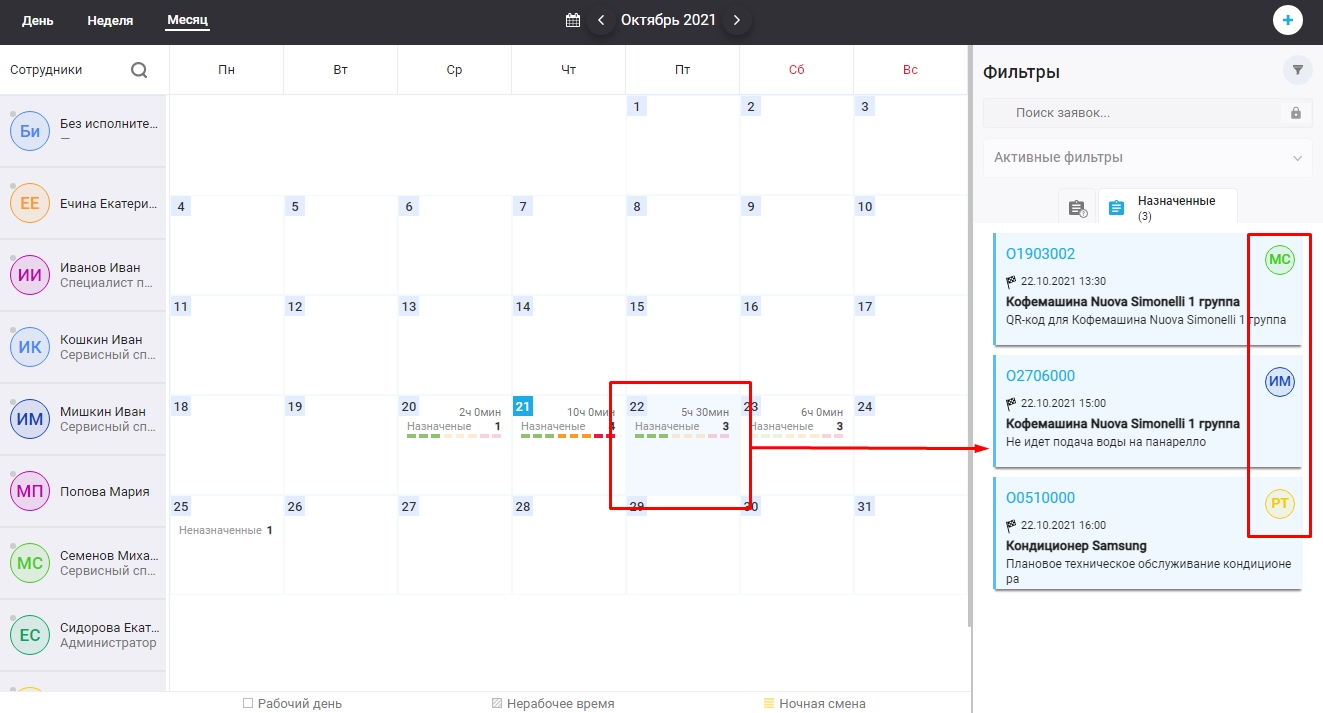 День Неделя Месяц Октябрь 2021
Сотрудники Пн Вт Ср Чт Пт Сб Вс
Би Без исполните...
—
ЕЕ Ечина Екатери...
ИИ Иванов Иван
Специалист п...
ИК Кошкин Иван
Сервисный сп...
ИМ Мишкин Иван
Сервисный сп...
МП Попова Мария
МС Семенов Миха...
Сервисный сп...
ЕС Сидорова Екат...
Администратор
1 2 3
4 5 6 7 8 9 10
11 12 13 14 15 16 17
18 19 20 21 22 23 24
2ч 0мин 10ч 0мин 5ч 30мин 6ч 0мин
Назначеные 1 Назначеные 4 Назначеные 3 Назначеные 3
25 26 27 28 29 30 31
Неназначенные 1
Рабочий день Нерабочее время Ночная смена
Фильтры
Поиск заявок...
Активные фильтры
Назначенные
(3)
О1903002 МС
22.10.2021 13:30
Кофемашина Nuova Simonelli 1 группа
QR-код для Кофемашина Nuova Simonelli 1 группа
О2706000 ИМ
22.10.2021 15:00
Кофемашина Nuova Simonelli 1 группа
Не идет подача воды на панарелло
О0510000 РТ
22.10.2021 16:00
Кондиционер Samsung
Плановое техническое обслуживание кондиционе
ра